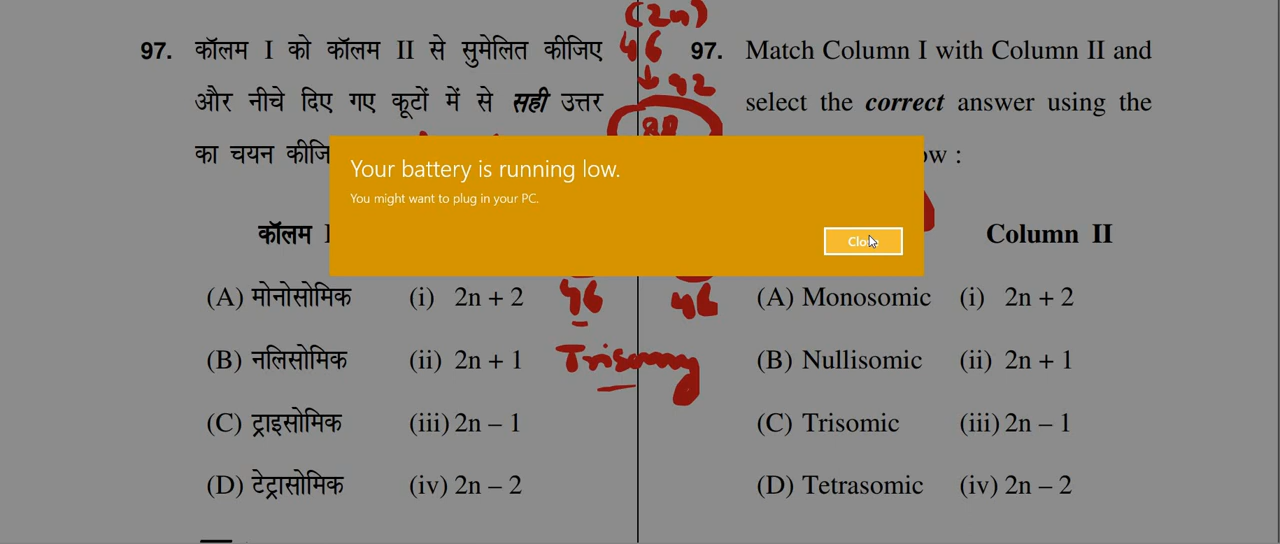 (2n)
97. कॉलम I को कॉलम II से सुमेलित कीजिए
46
और नीचे दिए गए कूटों में से सही उत्तर
का चयन
97. Match Column I with Column II and
92
select the correct answer using the
Your battery is running low.
You might want to plug in your PC.
कॉलम
Column II
(A) मोनोसोमिक (i) 2n + 2
(B) नलिसोमिक (ii) 2n + 1
(C) ट्राइसोमिक (iii) 2n – 1
(D) टेट्रासोमिक (iv) 2n – 2
46
46
Trisomy
(A) Monosomic (i) 2n + 2
(B) Nullisomic (ii) 2n + 1
(C) Trisomic (iii) 2n – 1
(D) Tetrasomic (iv) 2n – 2